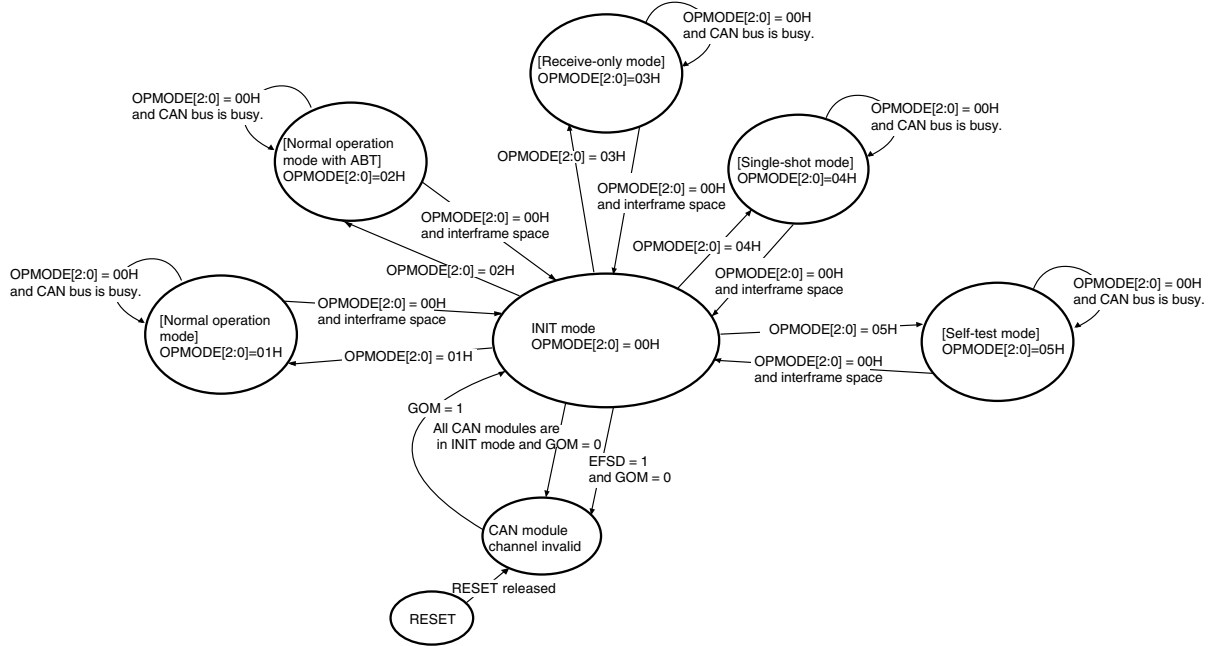 OPMODE[2:0] = 00H
and CAN bus is busy.
[Receive-only mode]
OPMODE[2:0]=03H
OPMODE[2:0] = 00H
and CAN bus is busy.
[Normal operation
mode with ABT]
OPMODE[2:0]=02H
OPMODE[2:0] = 00H
and CAN bus is busy.
[Single-shot mode]
OPMODE[2:0]=04H
OPMODE[2:0] = 03H
OPMODE[2:0] = 00H
and interframe space
OPMODE[2:0] = 00H
and interframe space
OPMODE[2:0] = 04H
OPMODE[2:0] = 02H
OPMODE[2:0] = 00H
and interframe space
OPMODE[2:0] = 00H
and CAN bus is busy.
[Normal operation
mode]
OPMODE[2:0]=01H
OPMODE[2:0] = 00H
and interframe space
OPMODE[2:0] = 01H
INIT mode
OPMODE[2:0] = 00H
OPMODE[2:0] = 05H
OPMODE[2:0] = 00H
and interframe space
[Self-test mode]
OPMODE[2:0]=05H
OPMODE[2:0] = 00H
and CAN bus is busy.
GOM = 1
All CAN modules are
in INIT mode and GOM = 0
EFSD = 1
and GOM = 0
CAN module
channel invalid
RESET released
RESET